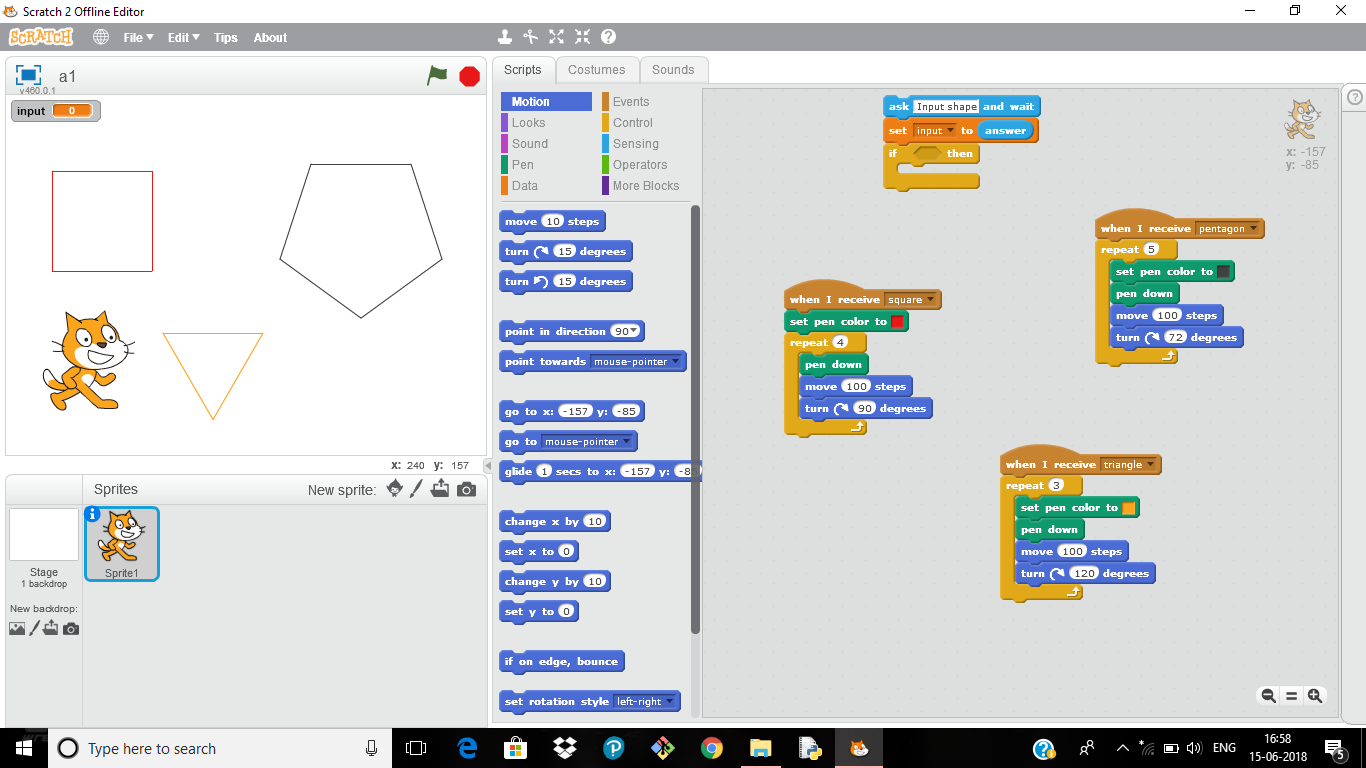 Scratch 2 Offline Editor
SCRATCH File Edit Tips About
a1
v460.0.1
input 0
x: 240 y: 157
Sprites New sprite:
Stage
1 backdrop
New backdrop:
Sprite1
Scripts Costumes Sounds
Motion Events
Looks Control
Sound Sensing
Pen Operators
Data More Blocks
move 10 steps
turn 15 degrees
turn 15 degrees
point in direction 90
point towards mouse-pointer
go to x: -157 y: -85
go to mouse-pointer
glide 1 secs to x: -157 y: -85
change x by 10
set x to 0
change y by 10
set y to 0
if on edge, bounce
set rotation style left-right
ask Input shape and wait
set input to answer
if then
x: -157
y: -85
when I receive pentagon
repeat 5
set pen color to
pen down
move 100 steps
turn 72 degrees
when I receive square
set pen color to
repeat 4
pen down
move 100 steps
turn 90 degrees
when I receive triangle
repeat 3
set pen color to
pen down
move 100 steps
turn 120 degrees
Type here to search
ENG
16:58
15-06-2018
5